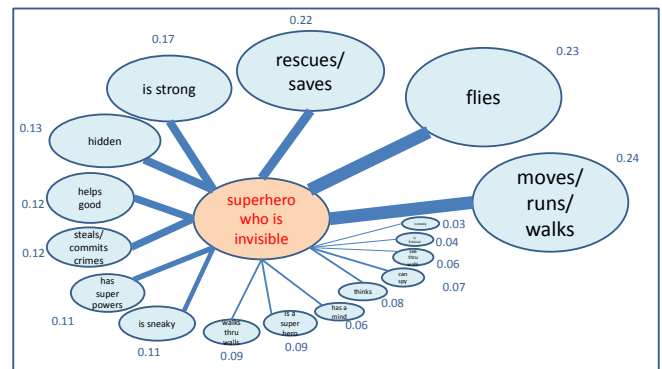 0.22
0.17
rescues/
saves
0.23
is strong
flies
0.13
hidden
0.24
moves/
runs/
walks
helps
good
0.12
superhero
who is
invisible
0.03
steals/
commits
crimes
0.12
0.04
see
thru
walls
0.06
can
spy
0.07
has
super
powers
thinks
0.08
0.11
is sneaky
0.11
has a
mind
0.06
is a
super
hero
0.09
walks
thru
walls
0.09